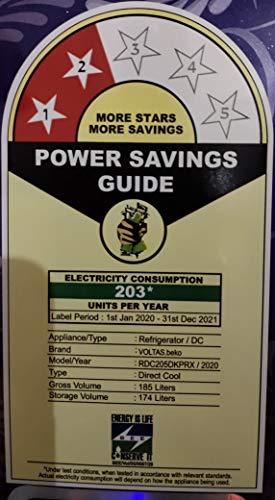 1 2 3 4 5
MORE STARS
MORE SAVINGS
POWER SAVINGS
GUIDE
ELECTRICITY CONSUMPTION
203*
UNITS PER YEAR
Label Period : 1st Jan 2020 - 31st Dec 2021
Appliance/Type : Refrigerator / DC
Brand : VOLTAS.beko
Model/Year : RDC205DKPRX / 2020
Type : Direct Cool
Gross Volume : 185 Liters
Storage Volume : 174 Liters
ENERGY IS LIFE
BEE
CONSERVE IT
*Under test conditions, when tested in accordance with relevant standards.
Actual electricity consumption will depend on how the appliance being used.